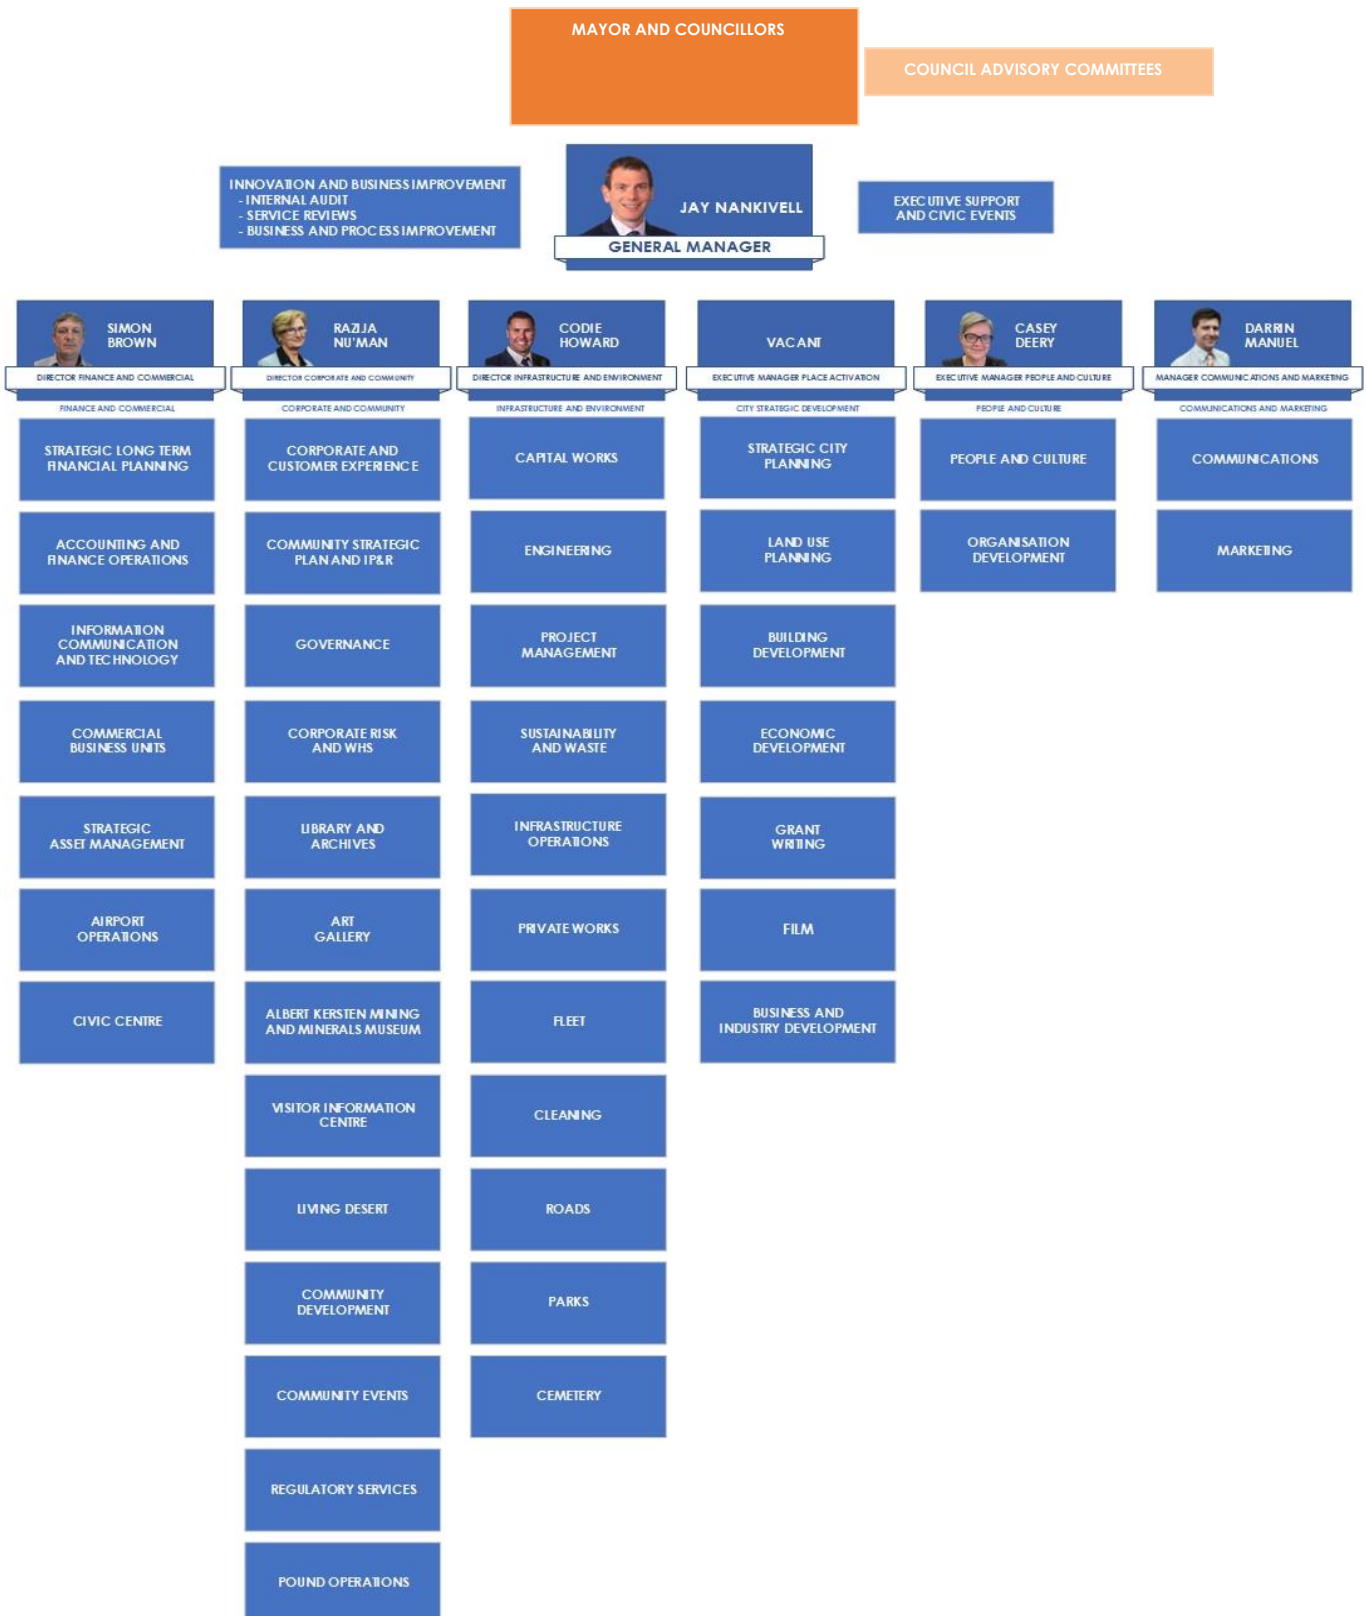 MAYOR AND COUNCILLORS
COUNCIL ADVISORY COMMITTEES
INNOVATION AND BUSINESS IMPROVEMENT
- INTERNAL AUDIT
- SERVICE REVIEWS
- BUSINESS AND PROCESS IMPROVEMENT
JAY NANKIVELL
GENERAL MANAGER
EXECUTIVE SUPPORT
AND CIVIC EVENTS
SIMON
BROWN
DIRECTOR FINANCE AND COMMERCIAL
FINANCE AND COMMERCIAL
STRATEGIC LONG TERM
FINANCIAL PLANNING
ACCOUNTING AND
FINANCE OPERATIONS
INFORMATION
COMMUNICATION
AND TECHNOLOGY
COMMERCIAL
BUSINESS UNITS
STRATEGIC
ASSET MANAGEMENT
AIRPORT
OPERATIONS
CIVIC CENTRE
RAZIJA
NU'MAN
DIRECTOR CORPORATE AND COMMUNITY
CORPORATE AND COMMUNITY
CORPORATE AND
CUSTOMER EXPERIENCE
COMMUNITY STRATEGIC
PLAN AND IP&R
GOVERNANCE
CORPORATE RISK
AND WHS
LIBRARY AND
ARCHIVES
ART
GALLERY
ALBERT KERSTEN MINING
AND MINERALS MUSEUM
VISITOR INFORMATION
CENTRE
LIVING DESERT
COMMUNITY
DEVELOPMENT
COMMUNITY EVENTS
REGULATORY SERVICES
POUND OPERATIONS
CODIE
HOWARD
DIRECTOR INFRASTRUCTURE AND ENVIRONMENT
INFRASTRUCTURE AND ENVIRONMENT
CAPITAL WORKS
ENGINEERING
PROJECT
MANAGEMENT
SUSTAINABILITY
AND WASTE
INFRASTRUCTURE
OPERATIONS
PRIVATE WORKS
FLEET
CLEANING
ROADS
PARKS
CEMETERY
VACANT
EXECUTIVE MANAGER PLACE ACTIVATION
CITY STRATEGIC DEVELOPMENT
STRATEGIC CITY
PLANNING
LAND USE
PLANNING
BUILDING
DEVELOPMENT
ECONOMIC
DEVELOPMENT
GRANT
WRITING
FILM
BUSINESS AND
INDUSTRY DEVELOPMENT
CASEY
DEERY
EXECUTIVE MANAGER PEOPLE AND CULTURE
PEOPLE AND CULTURE
PEOPLE AND CULTURE
ORGANISATION
DEVELOPMENT
DARRIN
MANUEL
MANAGER COMMUNICATIONS AND MARKETING
COMMUNICATIONS AND MARKETING
COMMUNICATIONS
MARKETING